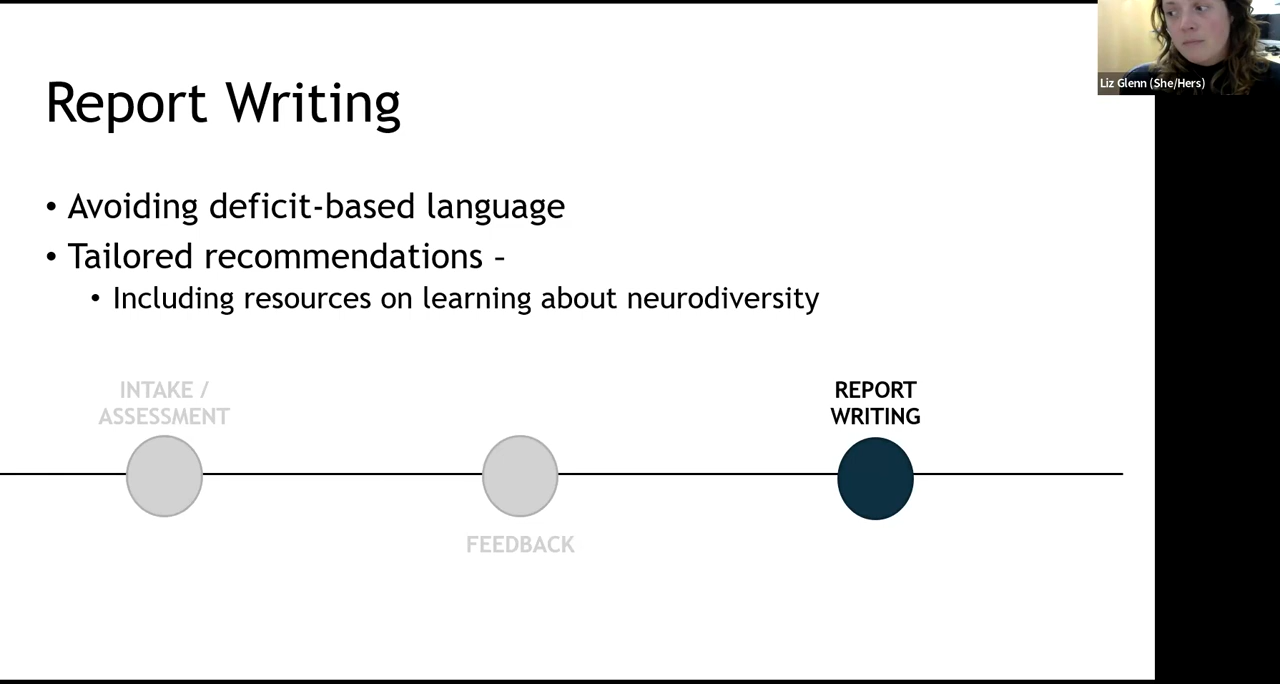 Liz Glenn (She/Hers)
Report Writing
• Avoiding deficit-based language
• Tailored recommendations –
• Including resources on learning about neurodiversity
INTAKE /
ASSESSMENT
REPORT
WRITING
FEEDBACK